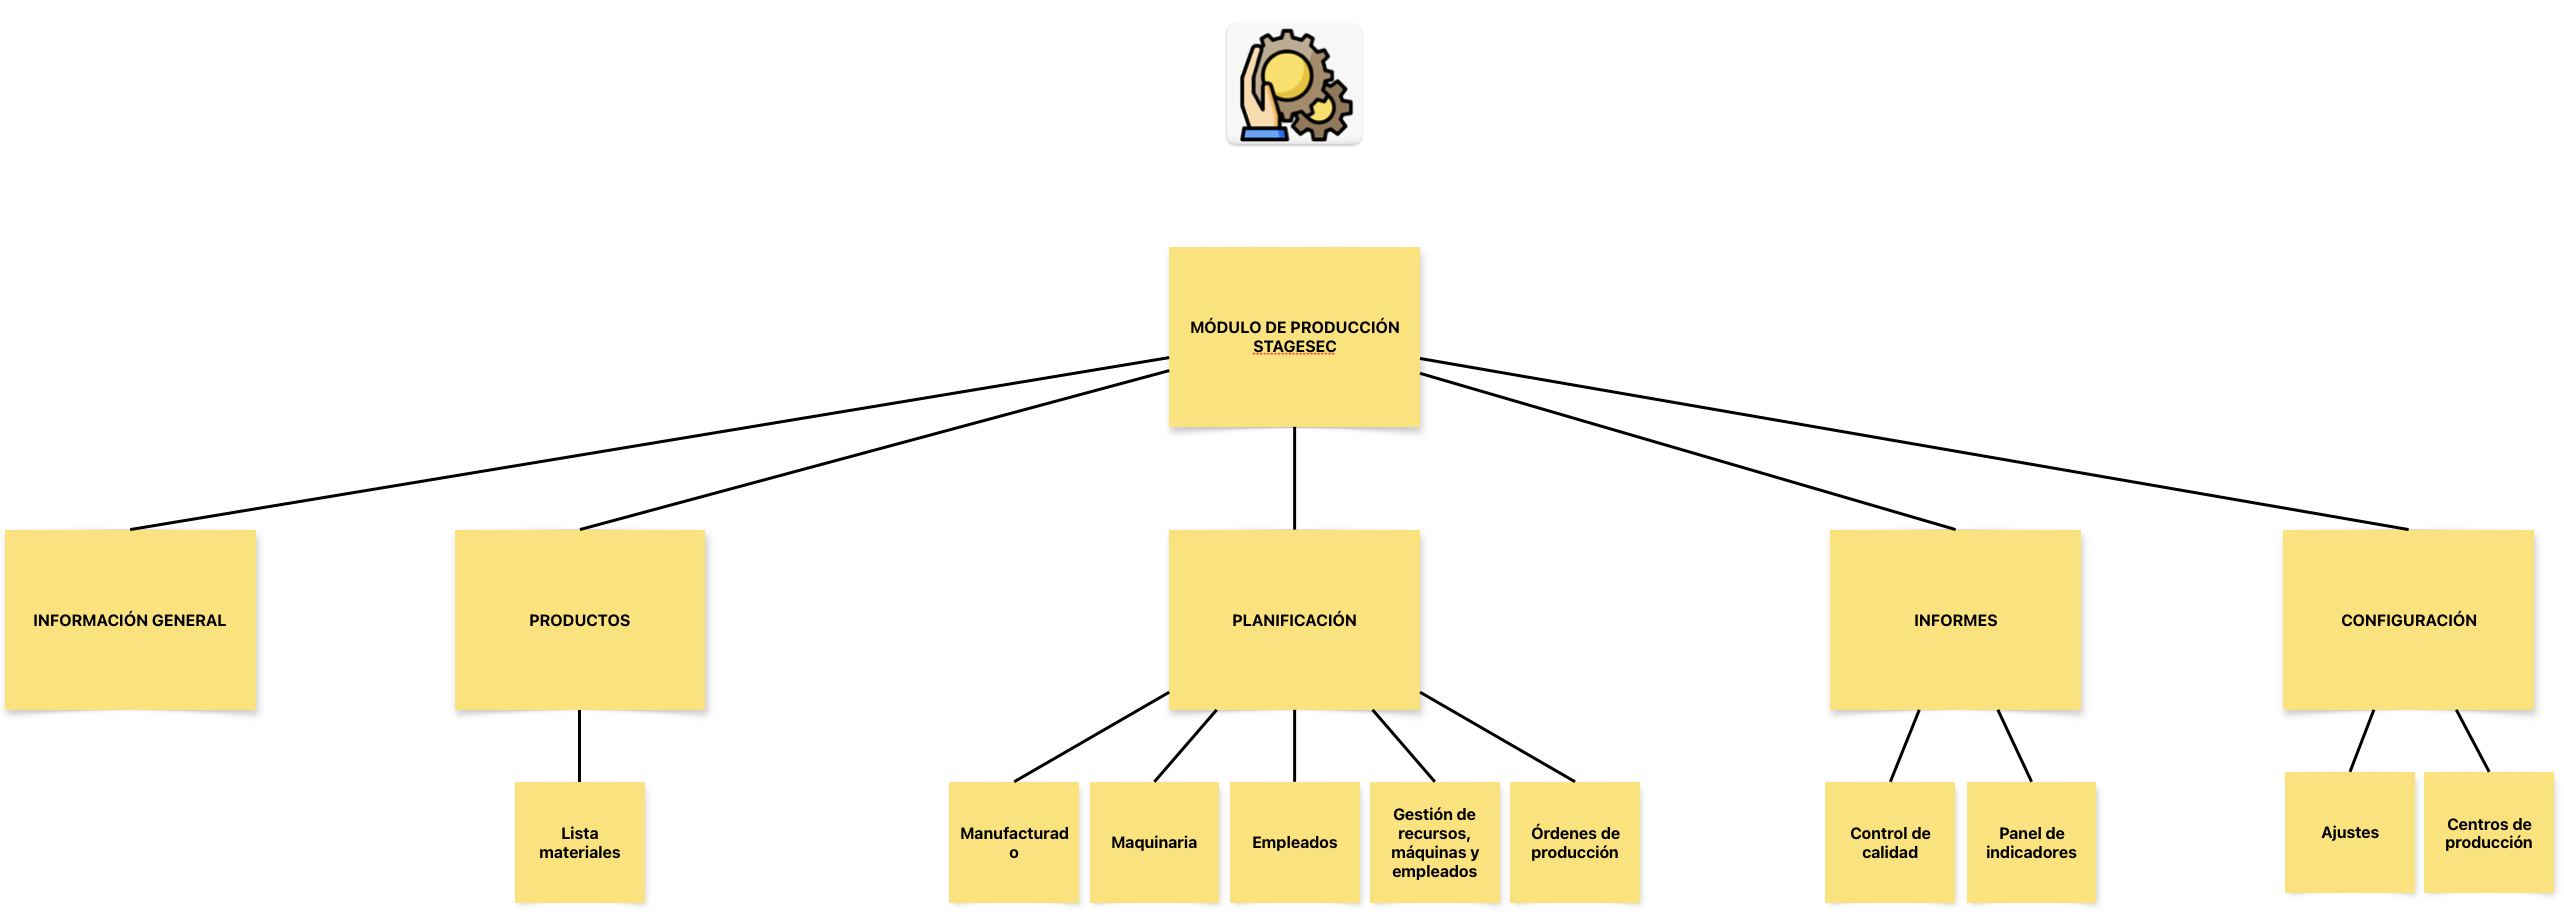 MÓDULO DE PRODUCCIÓN
STAGESEC
INFORMACIÓN GENERAL
PRODUCTOS
PLANIFICACIÓN
INFORMES
CONFIGURACIÓN
Lista
materiales
Manufacturad
o
Maquinaria
Empleados
Gestión de
recursos,
máquinas y
empleados
Órdenes de
producción
Control de
calidad
Panel de
indicadores
Ajustes
Centros de
producción